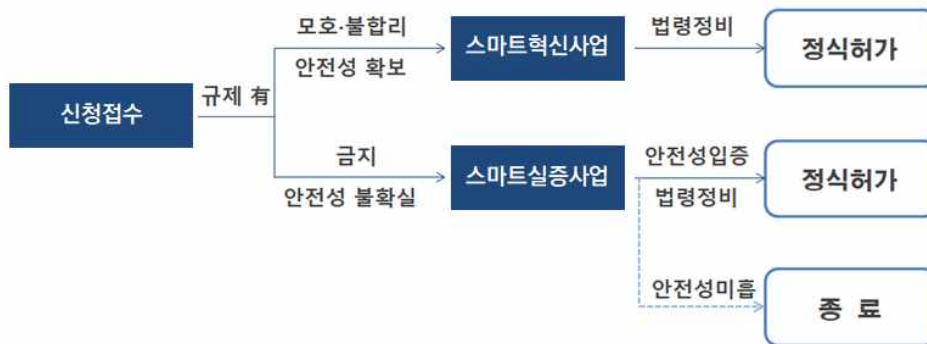 신청접수
규제 有
모호·불합리
안전성 확보
스마트혁신사업
법령정비
정식허가
금지
안전성 불확실
스마트실증사업
안전성입증
법령정비
정식허가
안전성미흡
종 료